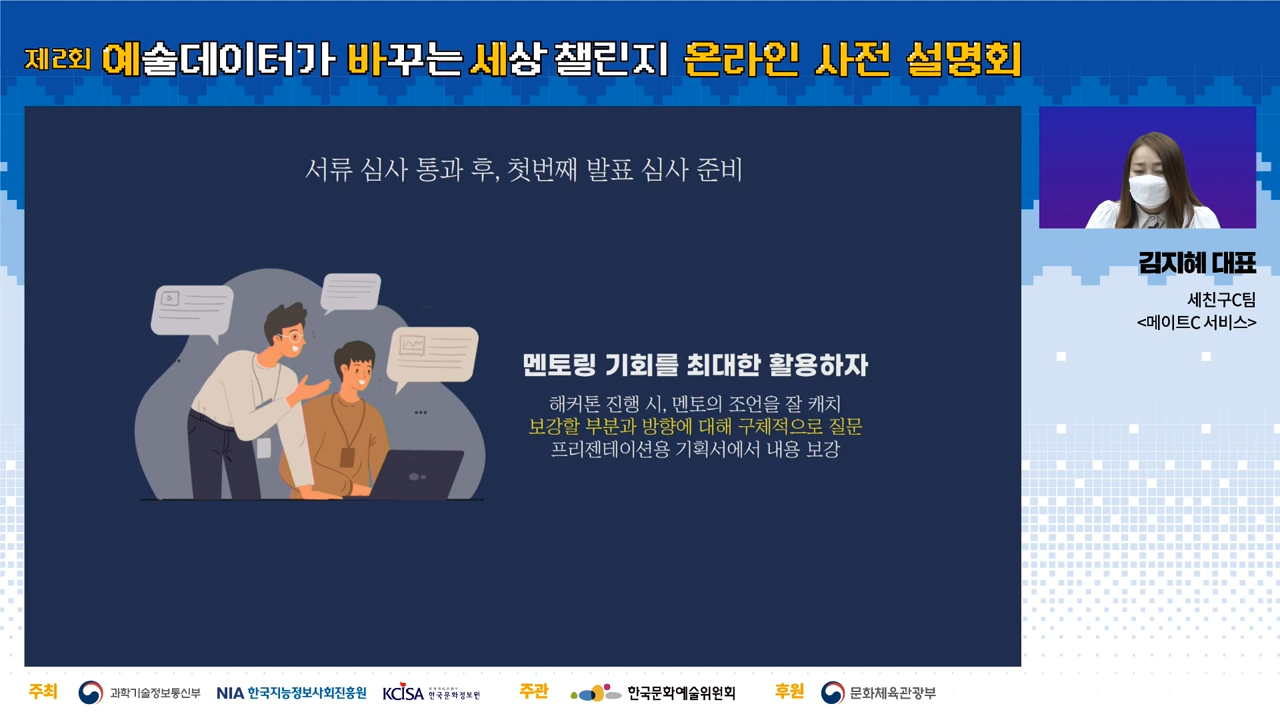 제2회 예술데이터가 바꾸는 세상 챌린지 온라인 사전 설명회
서류 심사 통과 후, 첫번째 발표 심사 준비
멘토링 기회를 최대한 활용하자
해커톤 진행 시, 멘토의 조언을 잘 캐치
보강할 부분과 방향에 대해 구체적으로 질문
프리젠테이션용 기획서에서 내용 보강
김지혜 대표
세친구C팀
<메이트C 서비스>
주최 과학기술정보통신부 NIA 한국지능정보사회진흥원 KCISA 한국문화정보원 주관 한국문화예술위원회 후원 문화체육관광부